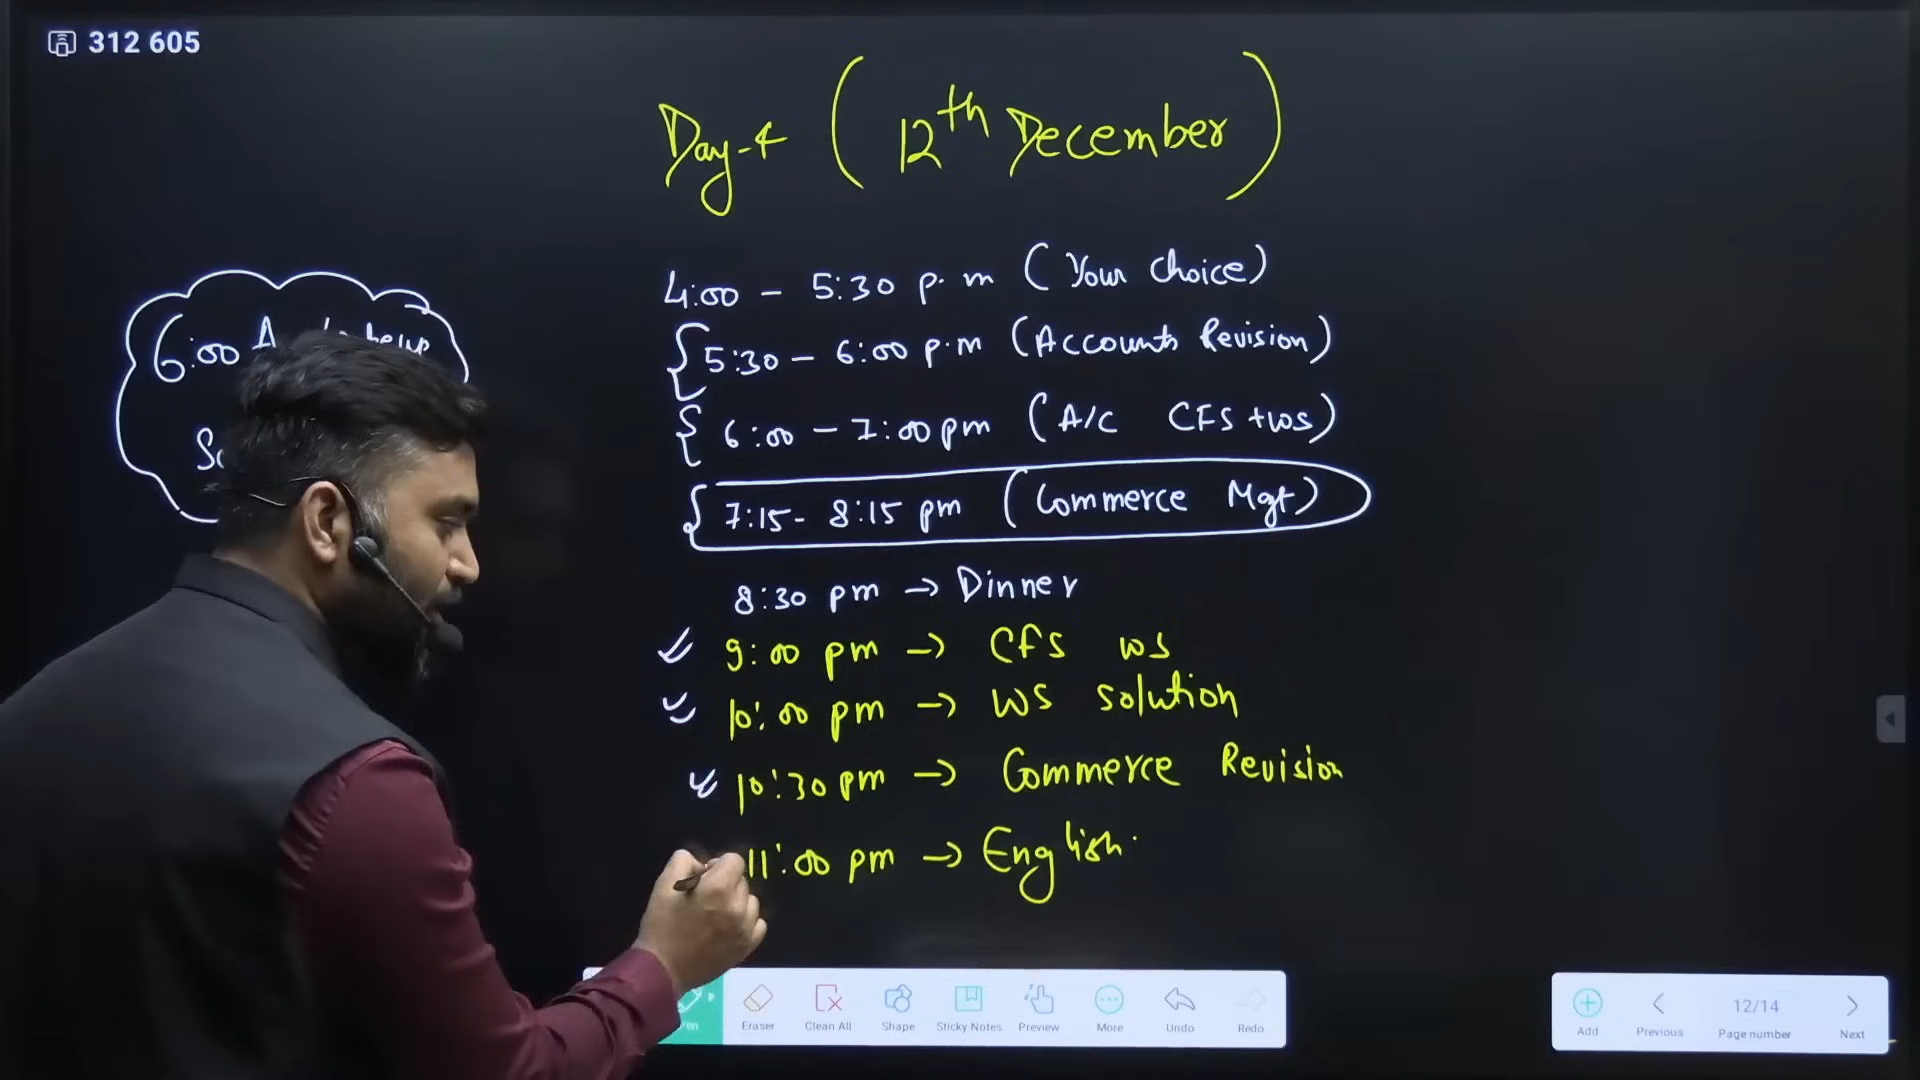 312 605
Day-4 (12th December)
4:00 - 5:30 p.m (Your choice)
5:30 - 6:00 p.m (Accounts Revision)
6:00 - 7:00 pm (A/C CFS + WS)
7:15 - 8:15 pm (Commerce Mgt)
8:30 pm → Dinner
9:00 pm → CFS WS
10:00 pm → WS solution
10:30 pm → Commerce Revision
11:00 pm → English
6:00
Eraser
Clean All
Shape
Sticky Notes
Preview
More
Undo
Redo
Add
Previous
12/14
Page number
Next